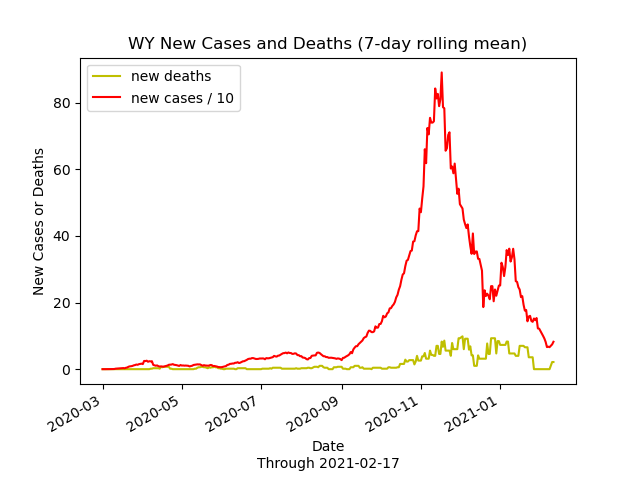 WY New Cases and Deaths (7-day rolling mean)
new deaths
new cases / 10
New Cases or Deaths
80
60
40
20
0
2020-03
2020-05
2020-07
2020-09
2020-11
2021-01
Date
Through 2021-02-17